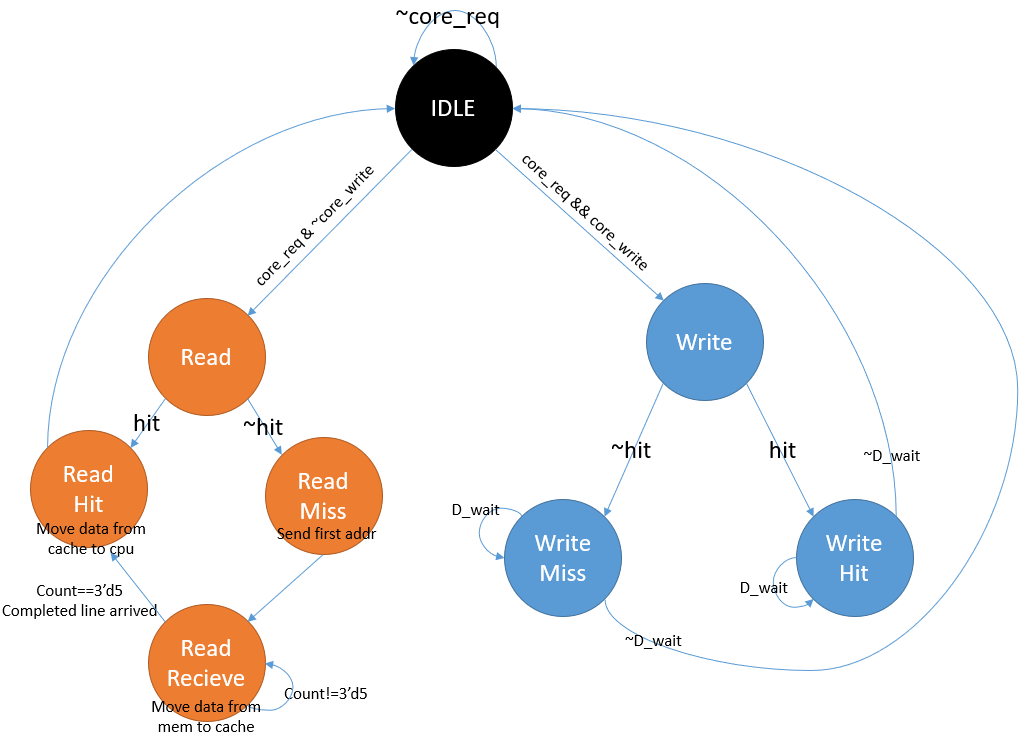 ~core_req
IDLE
core_req & ~core_write
core_req && core_write
Read
Write
hit
~hit
~hit
hit
~D_wait
Read
Hit
Move data from
cache to cpu
Read
Miss
Send first addr
D_wait
Write
Miss
Write
Hit
D_wait
Count==3’d5
Completed line arrived
~D_wait
Read
Recieve
Move data from
mem to cache
Count!=3’d5